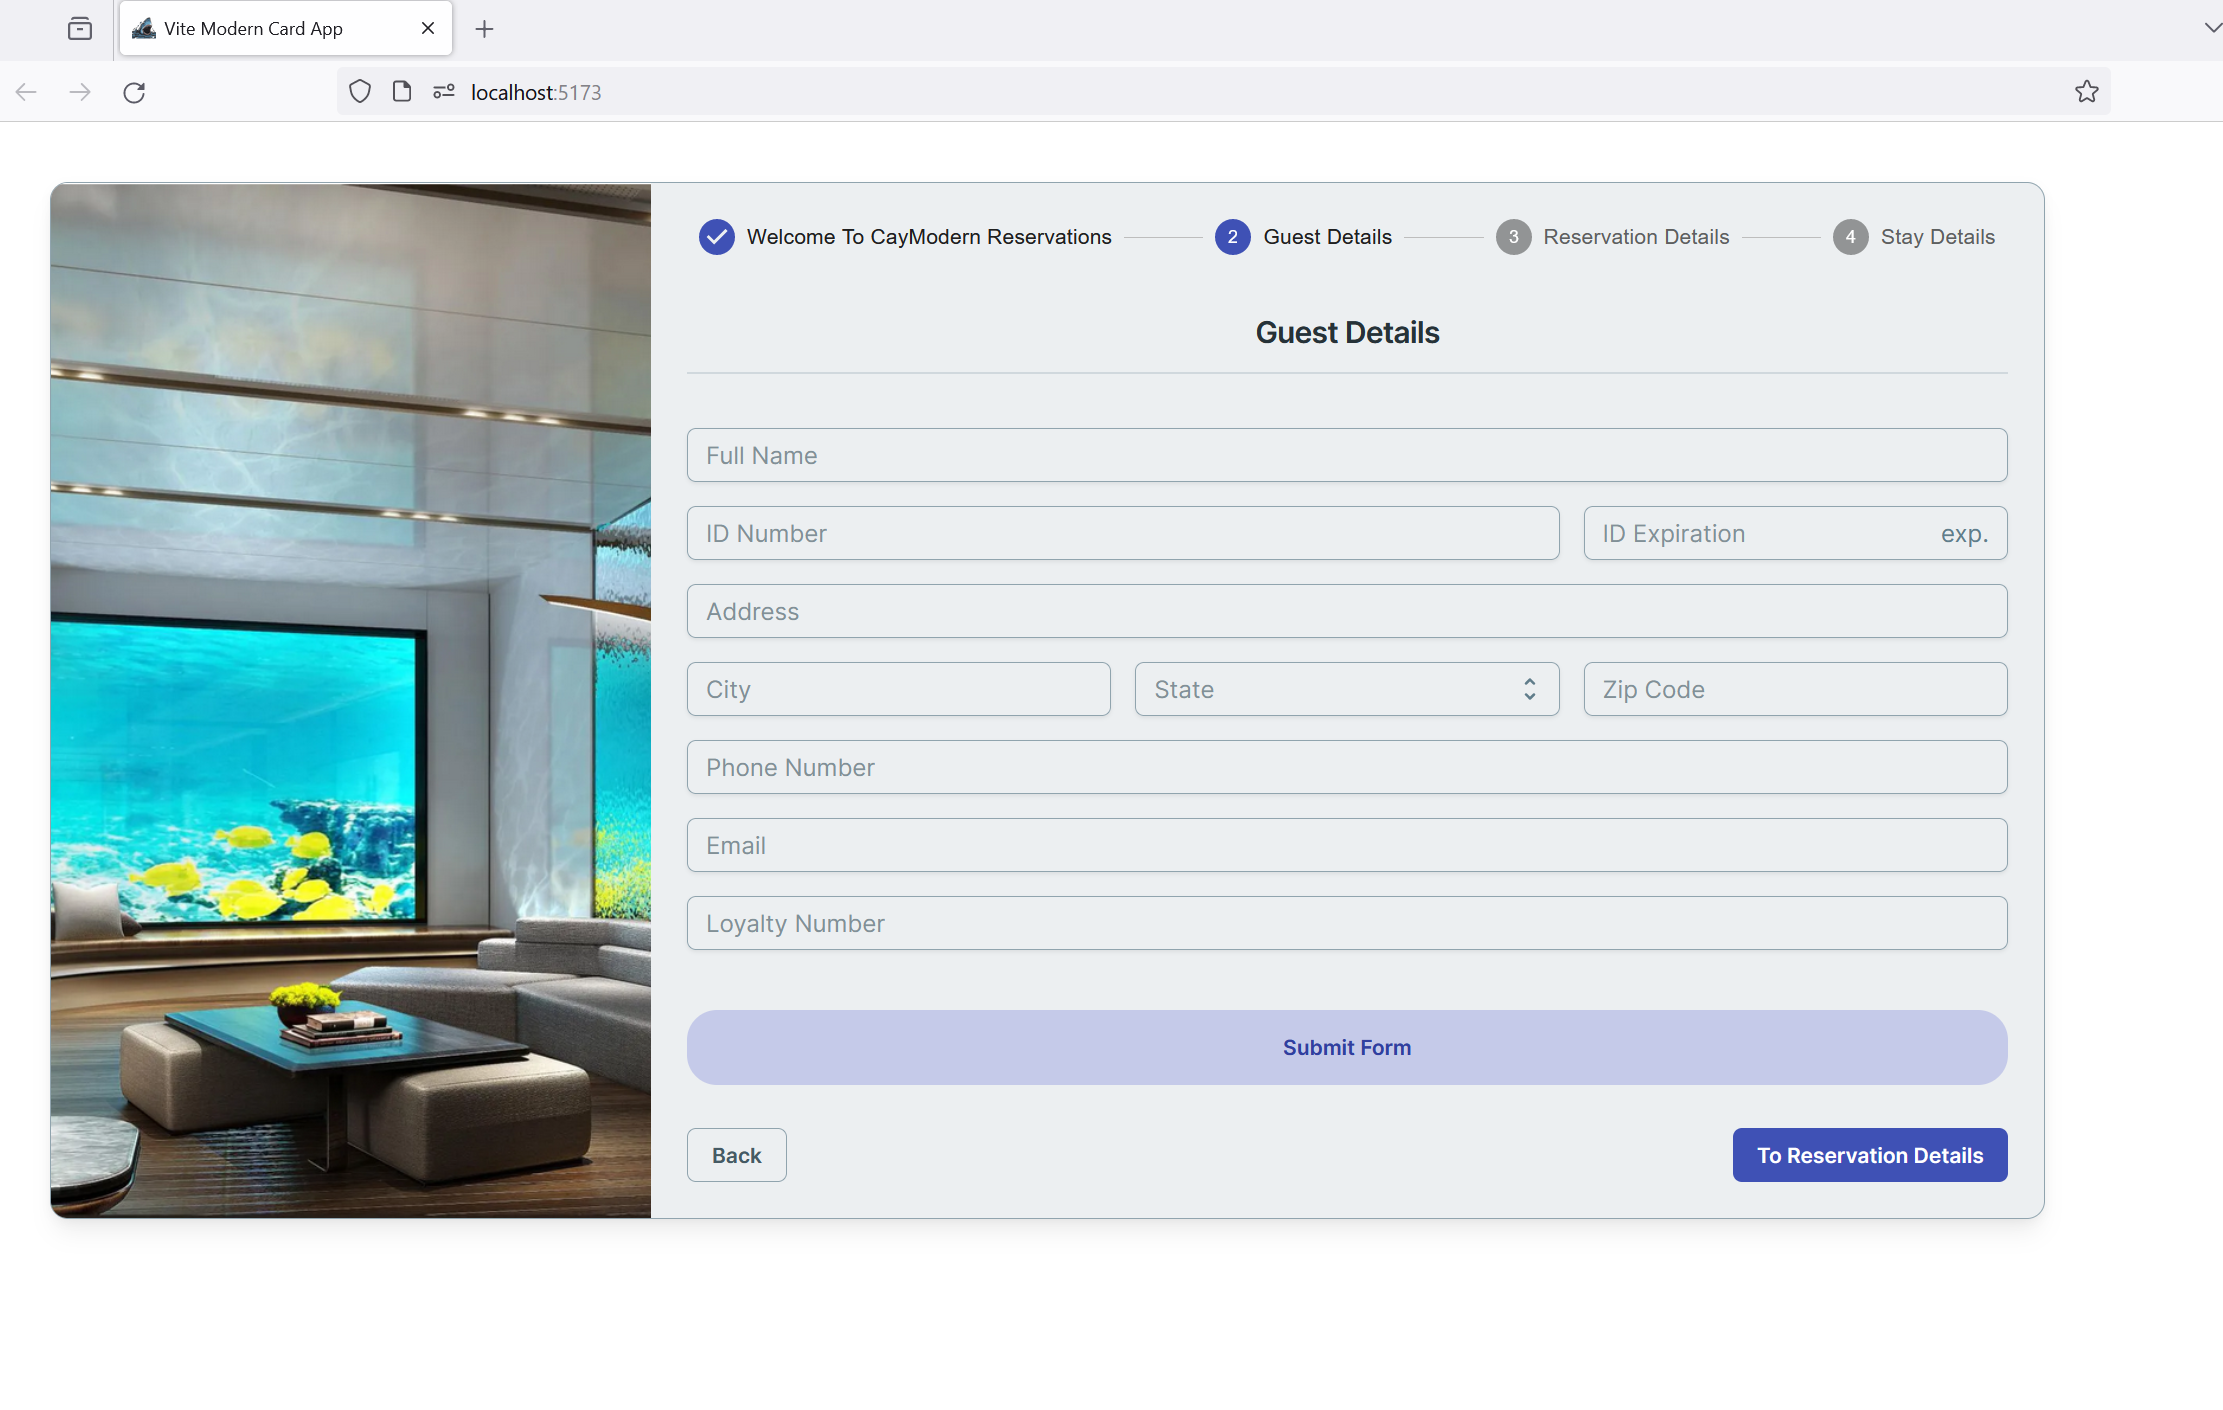 Vite Modern Card App
localhost:5173
Welcome To CayModern Reservations 2 Guest Details 3 Reservation Details 4 Stay Details
Guest Details
Full Name
ID Number ID Expiration exp.
Address
City State Zip Code
Phone Number
Email
Loyalty Number
Submit Form
Back To Reservation Details